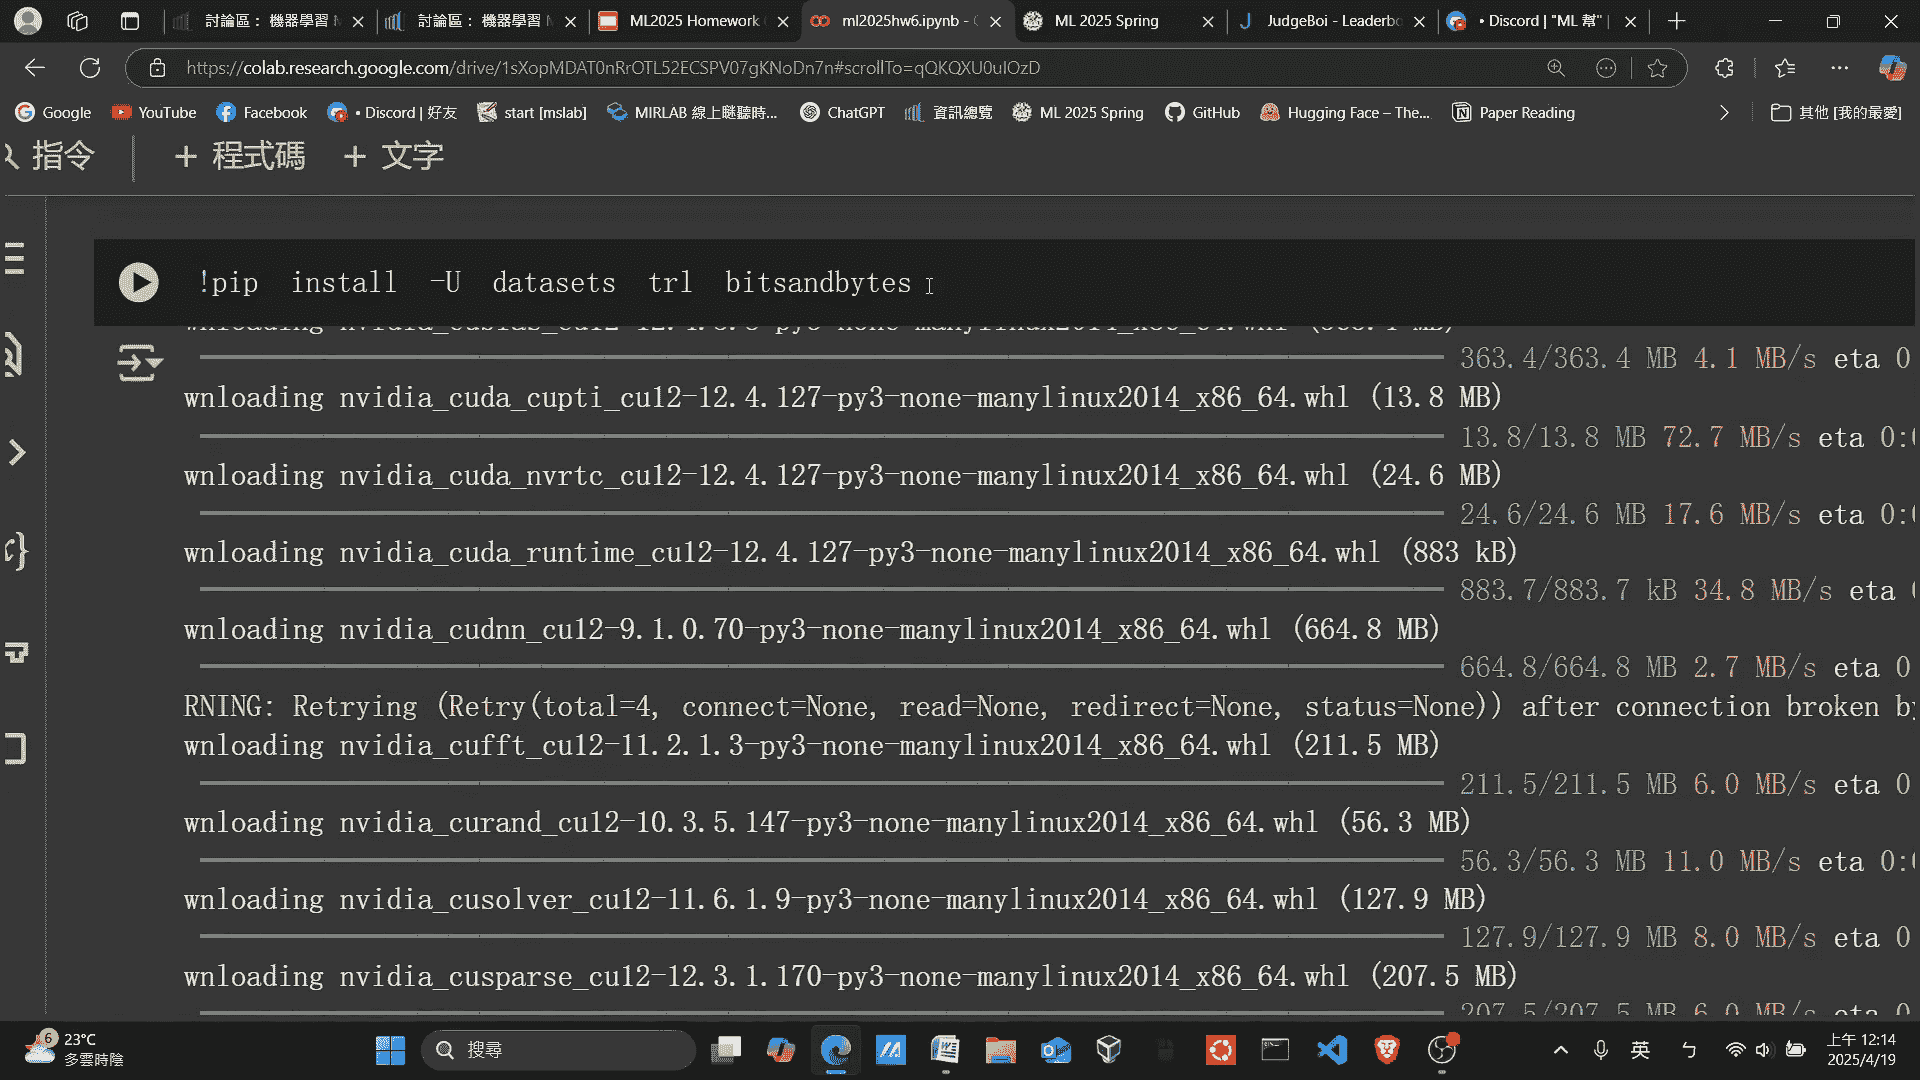 討論區： 機器學習
討論區： 機器學習
ML2025 Homework
ml2025hw6.ipynb -
ML 2025 Spring
JudgeBoi - Leaderbo
• Discord | "ML 幫"
https://colab.research.google.com/drive/1sXopMDAT0nRrOTL52ECSPV07gKNoDn7n#scrollTo=qQKQXU0uIOzD
Google
YouTube
Facebook
• Discord | 好友
start [mslab]
MIRLAB 線上聽聽時...
ChatGPT
資訊總覽
ML 2025 Spring
GitHub
Hugging Face – The...
Paper Reading
其他 [我的最愛]
指令
+ 程式碼
+ 文字
!pip install -U datasets trl bitsandbytes
363.4/363.4 MB 4.1 MB/s eta 0
wnloading nvidia_cuda_cupti_cu12-12.4.127-py3-none-manylinux2014_x86_64.whl (13.8 MB)
13.8/13.8 MB 72.7 MB/s eta 0:
wnloading nvidia_cuda_nvrtc_cu12-12.4.127-py3-none-manylinux2014_x86_64.whl (24.6 MB)
24.6/24.6 MB 17.6 MB/s eta 0:
wnloading nvidia_cuda_runtime_cu12-12.4.127-py3-none-manylinux2014_x86_64.whl (883 kB)
883.7/883.7 kB 34.8 MB/s eta
wnloading nvidia_cudnn_cu12-9.1.0.70-py3-none-manylinux2014_x86_64.whl (664.8 MB)
664.8/664.8 MB 2.7 MB/s eta 0
RNING: Retrying (Retry(total=4, connect=None, read=None, redirect=None, status=None)) after connection broken by
wnloading nvidia_cufft_cu12-11.2.1.3-py3-none-manylinux2014_x86_64.whl (211.5 MB)
211.5/211.5 MB 6.0 MB/s eta 0
wnloading nvidia_curand_cu12-10.3.5.147-py3-none-manylinux2014_x86_64.whl (56.3 MB)
56.3/56.3 MB 11.0 MB/s eta 0:
wnloading nvidia_cusolver_cu12-11.6.1.9-py3-none-manylinux2014_x86_64.whl (127.9 MB)
127.9/127.9 MB 8.0 MB/s eta 0
wnloading nvidia_cusparse_cu12-12.3.1.170-py3-none-manylinux2014_x86_64.whl (207.5 MB)
207.5/207.5 MB 6.0 MB/s eta 0
6
23°C
多雲時陰
搜尋
英
上午 12:14
2025/4/19